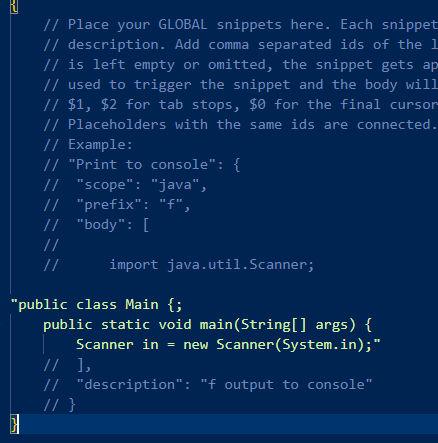 {
// Place your GLOBAL snippets here. Each snippet
// description. Add comma separated ids of the l
// is left empty or omitted, the snippet gets ap
// used to trigger the snippet and the body will
// $1, $2 for tab stops, $0 for the final cursor
// Placeholders with the same ids are connected.
// Example:
// "Print to console": {
//  "scope": "java",
//  "prefix": "f",
//  "body": [
//
//      import java.util.Scanner;
"public class Main {;
public static void main(String[] args) {
Scanner in = new Scanner(System.in);"
//  ],
//  "description": "f output to console"
// }
}